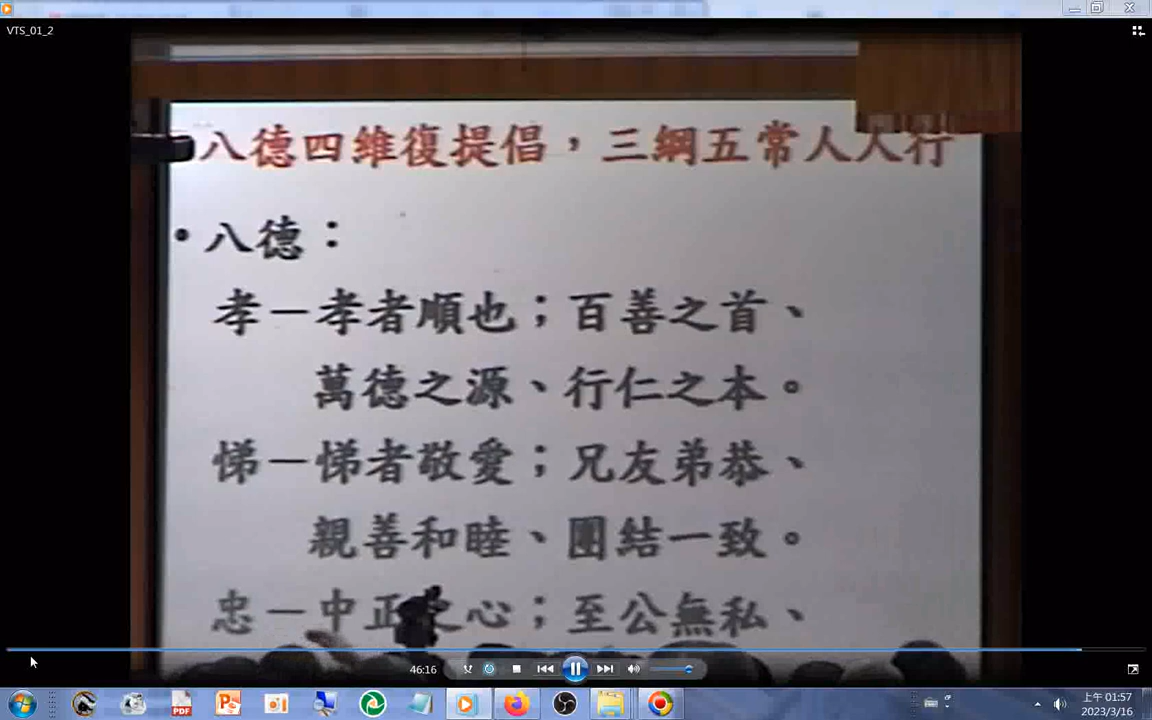 VTS_01_2
八德四維復提倡，三綱五常人人行
•八德：
孝－孝者順也；百善之首、
萬德之源、行仁之本。
悌－悌者敬愛；兄友弟恭、
親善和睦、團結一致。
忠－中正之心；至公無私、
46:16
PDF
上午 01:57
2023/3/16